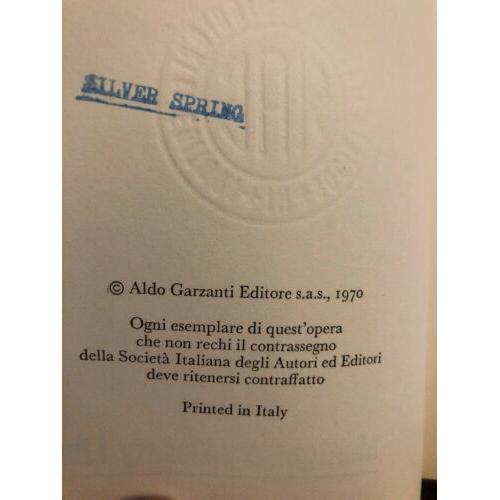 SILVER SPRING
© Aldo Garzanti Editore s.a.s., 1970
Ogni esemplare di quest'opera
che non rechi il contrassegno
della Società Italiana degli Autori ed Editori
deve ritenersi contraffatto
Printed in Italy